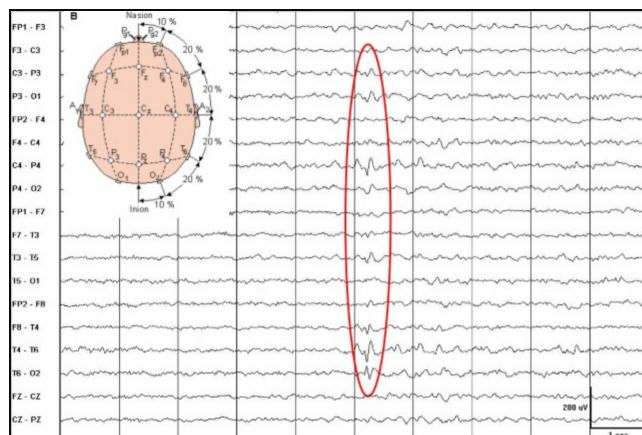 B
Nasion
10 %
20 %
20 %
20 %
20 %
10 %
Inion
FP1 - F3
F3 - C3
C3 - P3
P3 - O1
FP2 - F4
F4 - C4
C4 - P4
P4 - O2
FP1 - F7
F7 - T3
T3 - T5
T5 - O1
FP2 - F8
F8 - T4
T4 - T6
T6 - O2
FZ - CZ
CZ - PZ
200 uV
1 sec